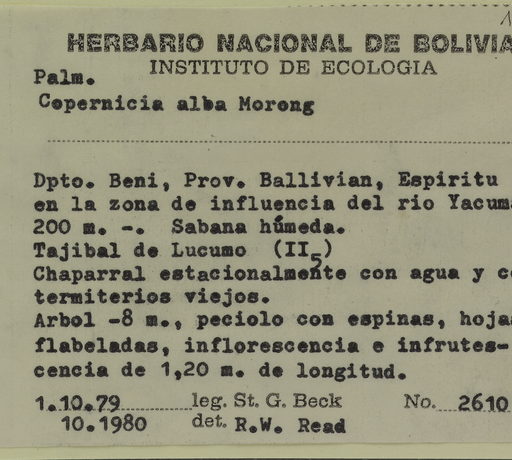 HERBARIO NACIONAL DE BOLIVIA
INSTITUTO DE ECOLOGIA
Palm.
Copernicia alba Morong
Dpto. Beni, Prov. Ballivian, Espiritu
en la zona de influencia del rio Yacuma
200 m. -. Sabana húmeda.
Tajibal de Lucumo (II5)
Chaparral estacionalmente con agua y co
termiterios viejos.
Arbol -8 m., peciolo con espinas, hojas
flabeladas, inflorescencia e infrutes-
cencia de 1,20 m. de longitud.
1.10.79 leg. St. G. Beck No. 2610
10.1980 det. R.W. Read